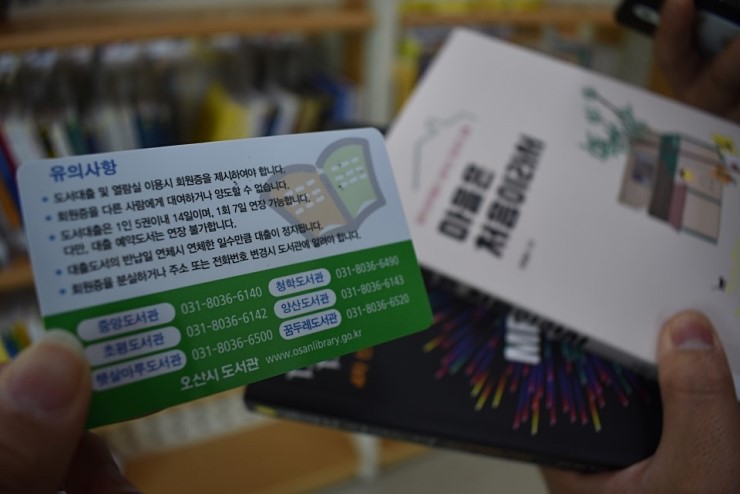 유의사항
• 도서대출 및 열람실 이용시 회원증을 제시하여야 합니다.
• 회원증을 다른 사람에게 대여하거나 양도할 수 없습니다.
• 도서대출은 1인 5권이내 14일이며, 1회 7일 연장 가능합니다.
다만, 대출 예약도서는 연장 불가합니다.
• 대출도서의 반납일 연체시 연체한 일수만큼 대출이 정지됩니다.
• 회원증을 분실하거나 주소 또는 전화번호 변경시 도서관에 알려야 합니다.
중앙도서관 031-8036-6140 청학도서관 031-8036-6490
초평도서관 031-8036-6142 양산도서관 031-8036-6143
햇살마루도서관 031-8036-6500 꿈두레도서관 031-8036-6520
오산시 도서관 www.osanlibrary.go.kr
마을은
처음이라서
ME